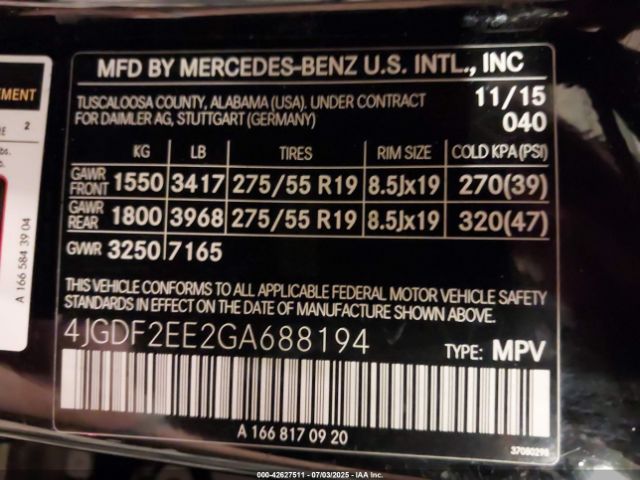 MFD BY MERCEDES-BENZ U.S. INTL., INC
TUSCALOOSA COUNTY, ALABAMA (USA). UNDER CONTRACT 11/15
FOR DAIMLER AG, STUTTGART (GERMANY) 040
KG LB TIRES RIM SIZE COLD KPA(PSI)
GAWR FRONT 1550 3417 275/55 R19 8.5Jx19 270(39)
GAWR REAR 1800 3968 275/55 R19 8.5Jx19 320(47)
GVWR 3250 7165
THIS VEHICLE CONFORMS TO ALL APPLICABLE FEDERAL MOTOR VEHICLE SAFETY
STANDARDS IN EFFECT ON THE DATE OF MANUFACTURE SHOWN ABOVE.
4JGDF2EE2GA688194 TYPE: MPV
A 166 817 09 20
37080299
2
A 166 584 39 04
000-42627511 - 07/03/2025 - IAAI.COM